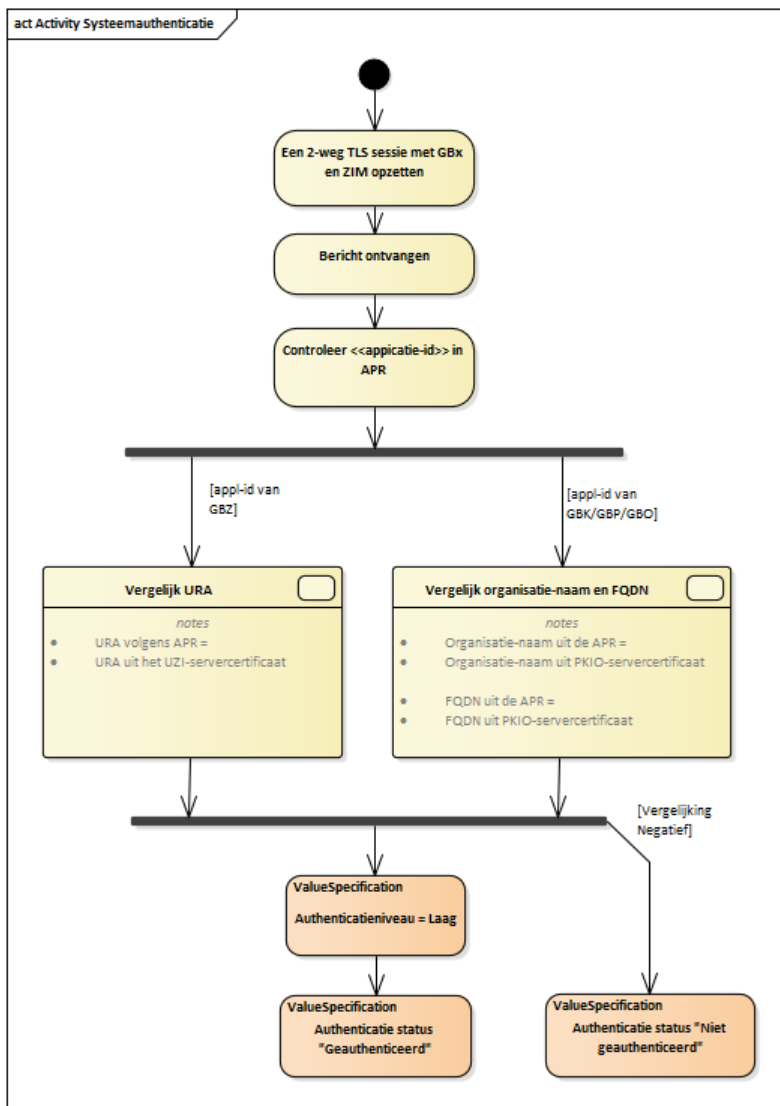 act Activity Systeemauthenticatie
Een 2-weg TLS sessie met GBx
en ZIM opzetten
Bericht ontvangen
Controleer <<appicatie-id>> in
APR
[appl-id van
GBZ]
[appl-id van
GBK/GBP/GBO]
Vergelijk URA
notes
• URA volgens APR =
• URA uit het UZI-servercertificaat
Vergelijk organisatie-naam en FQDN
notes
• Organisatie-naam uit de APR =
• Organisatie-naam uit PKIO-servercertificaat
• FQDN uit de APR =
• FQDN uit PKIO-servercertificaat
[Vergelijking
Negatief]
ValueSpecification
Authenticatieniveau = Laag
ValueSpecification
Authenticatie status
"Geauthenticeerd"
ValueSpecification
Authenticatie status "Niet
geauthenticeerd"